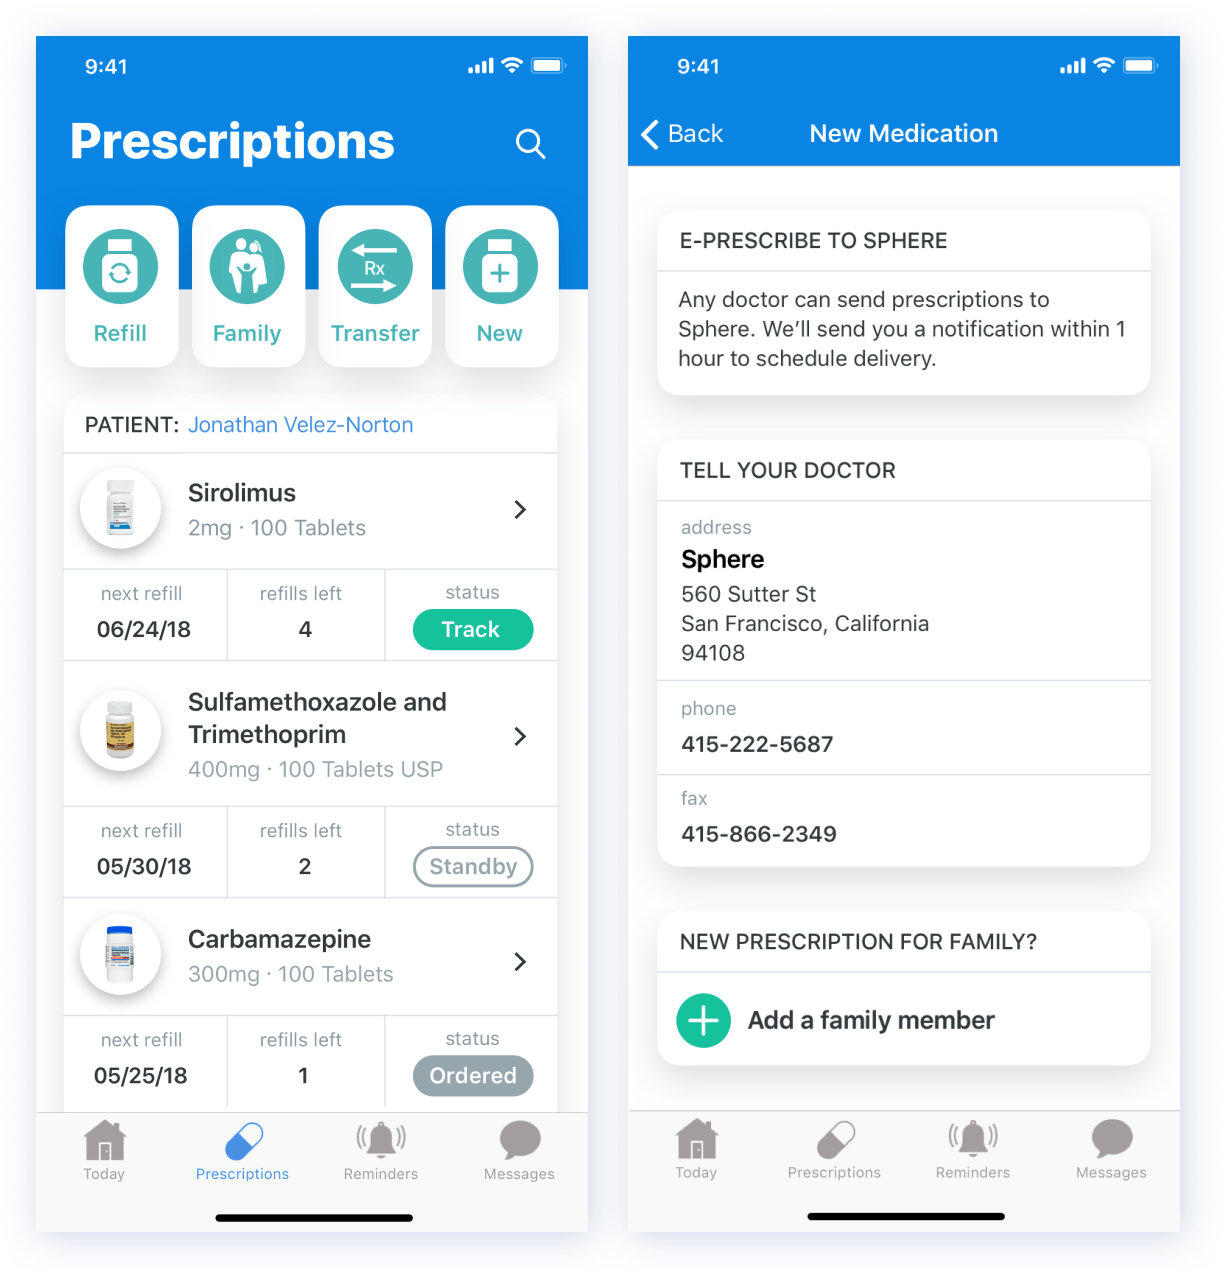 9:41
Prescriptions
Refill
Family
Rx
Transfer
New
PATIENT: Jonathan Velez-Norton
Sirolimus
2mg · 100 Tablets
next refill
refills left
status
06/24/18
4
Track
Sulfamethoxazole and
Trimethoprim
400mg · 100 Tablets USP
next refill
refills left
status
05/30/18
2
Standby
Carbamazepine
300mg · 100 Tablets
next refill
refills left
status
05/25/18
1
Ordered
Today
Prescriptions
Reminders
Messages
9:41
Back
New Medication
E-PRESCRIBE TO SPHERE
Any doctor can send prescriptions to
Sphere. We’ll send you a notification within 1
hour to schedule delivery.
TELL YOUR DOCTOR
address
Sphere
560 Sutter St
San Francisco, California
94108
phone
415-222-5687
fax
415-866-2349
NEW PRESCRIPTION FOR FAMILY?
Add a family member
Today
Prescriptions
Reminders
Messages